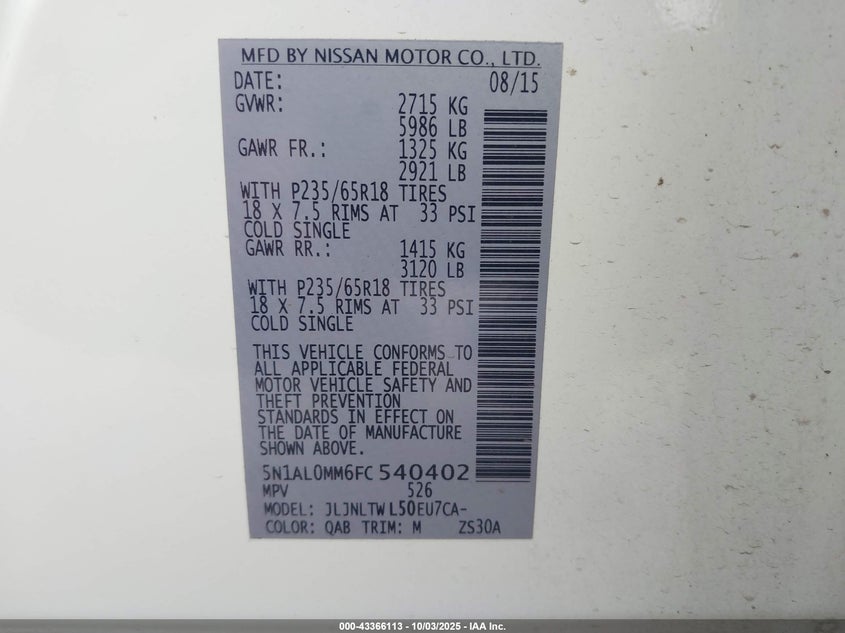 MFD BY NISSAN MOTOR CO., LTD.
DATE: 08/15
GVWR: 2715 KG
5986 LB
GAWR FR.: 1325 KG
2921 LB
WITH P235/65R18 TIRES
18 X 7.5 RIMS AT 33 PSI
COLD SINGLE
GAWR RR.: 1415 KG
3120 LB
WITH P235/65R18 TIRES
18 X 7.5 RIMS AT 33 PSI
COLD SINGLE
THIS VEHICLE CONFORMS TO
ALL APPLICABLE FEDERAL
MOTOR VEHICLE SAFETY AND
THEFT PREVENTION
STANDARDS IN EFFECT ON
THE DATE OF MANUFACTURE
SHOWN ABOVE.
5N1AL0MM6FC540402
MPV 526
MODEL: JLJNLTWL50EU7CA-
COLOR: QAB TRIM: M ZS30A
000-43366113 - 10/03/2025 - IAA Inc.